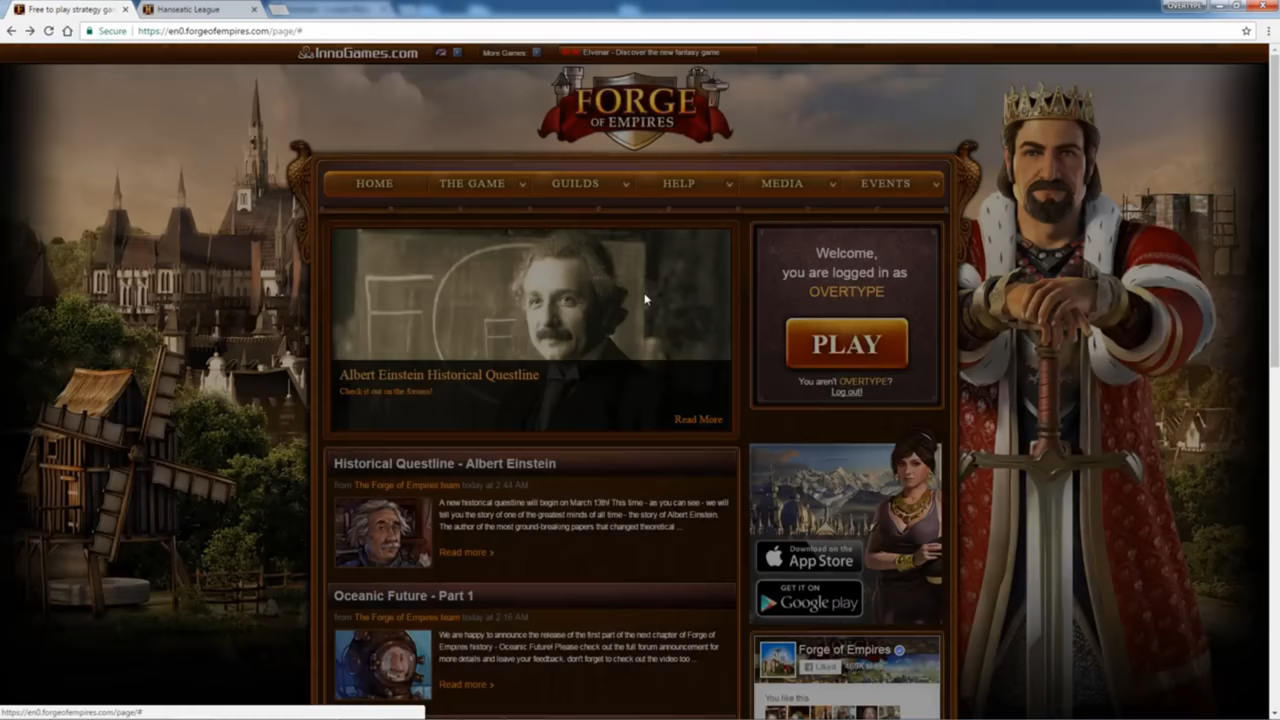 Free to play strategy ga
Hanseatic League
OVERTYPE
Secure
https://en0.forgeofempires.com/page/#
InnoGames.com
More Games:
Elvenar - Discover the new fantasy game
FORGE
OF EMPIRES
HOME
THE GAME
GUILDS
HELP
MEDIA
EVENTS
Albert Einstein Historical Questline
Check it out on the forums!
Read More
Welcome,
you are logged in as
OVERTYPE
PLAY
You aren't OVERTYPE?
Log out!
Historical Questline - Albert Einstein
from The Forge of Empires team today at 2:44 AM
A new historical questline will begin on March 13th! This time - as you can see - we will
tell you the story of one of the greatest minds of all time - the story of Albert Einstein.
The author of the most ground-breaking papers that changed theoretical ...
Read more >
Oceanic Future - Part 1
from The Forge of Empires team today at 2:16 AM
We are happy to announce the release of the first part of the next chapter of Forge of
Empires history - Oceanic Future! Please check out the full forum announcement for
more details and leave your feedback. don't forget to check out the video too ...
Read more >
Download on the
App Store
GET IT ON
Google play
Forge of Empires
Liked
You like this
https://en0.forgeofempires.com/page/#